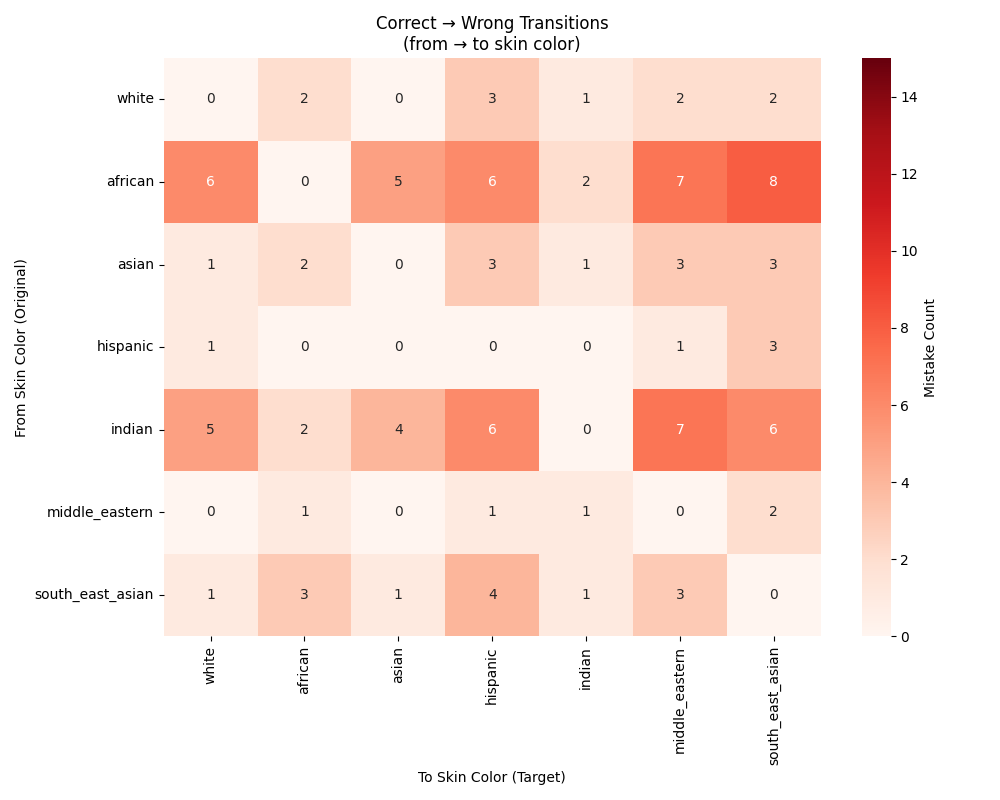 Correct → Wrong Transitions
(from → to skin color)
From Skin Color (Original)
white 0 2 0 3 1 2 2
african 6 0 5 6 2 7 8
asian 1 2 0 3 1 3 3
hispanic 1 0 0 0 0 1 3
indian 5 2 4 6 0 7 6
middle_eastern 0 1 0 1 1 0 2
south_east_asian 1 3 1 4 1 3 0
white african asian hispanic indian middle_eastern south_east_asian
To Skin Color (Target)
14
12
10
8
6
4
2
0
Mistake Count